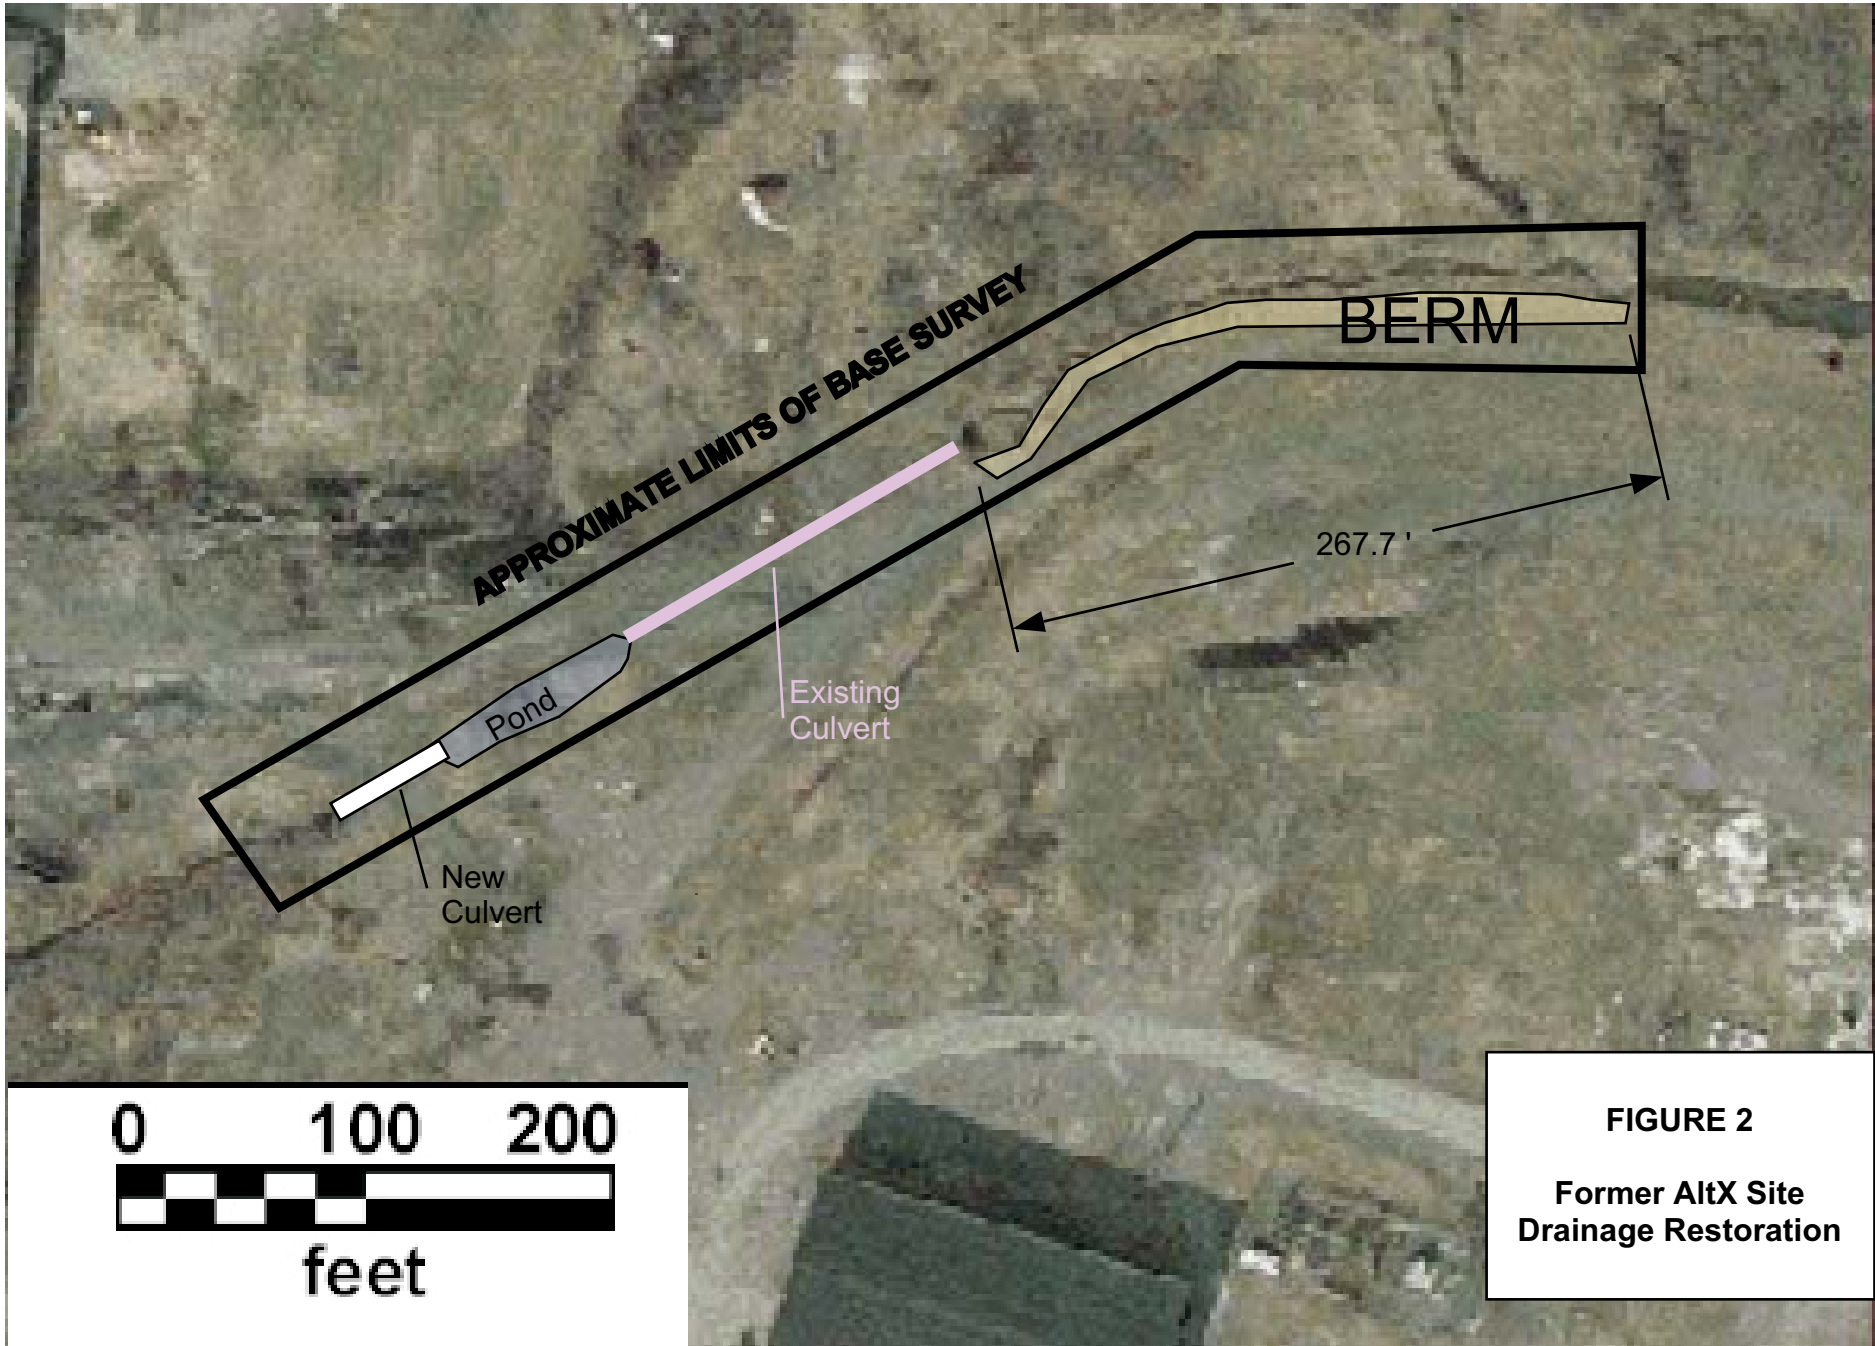 APPROXIMATE LIMITS OF BASE SURVEY
BERM
267.7 '
Existing
Culvert
Pond
New
Culvert
0 100 200
feet
FIGURE 2
Former AltX Site
Drainage Restoration